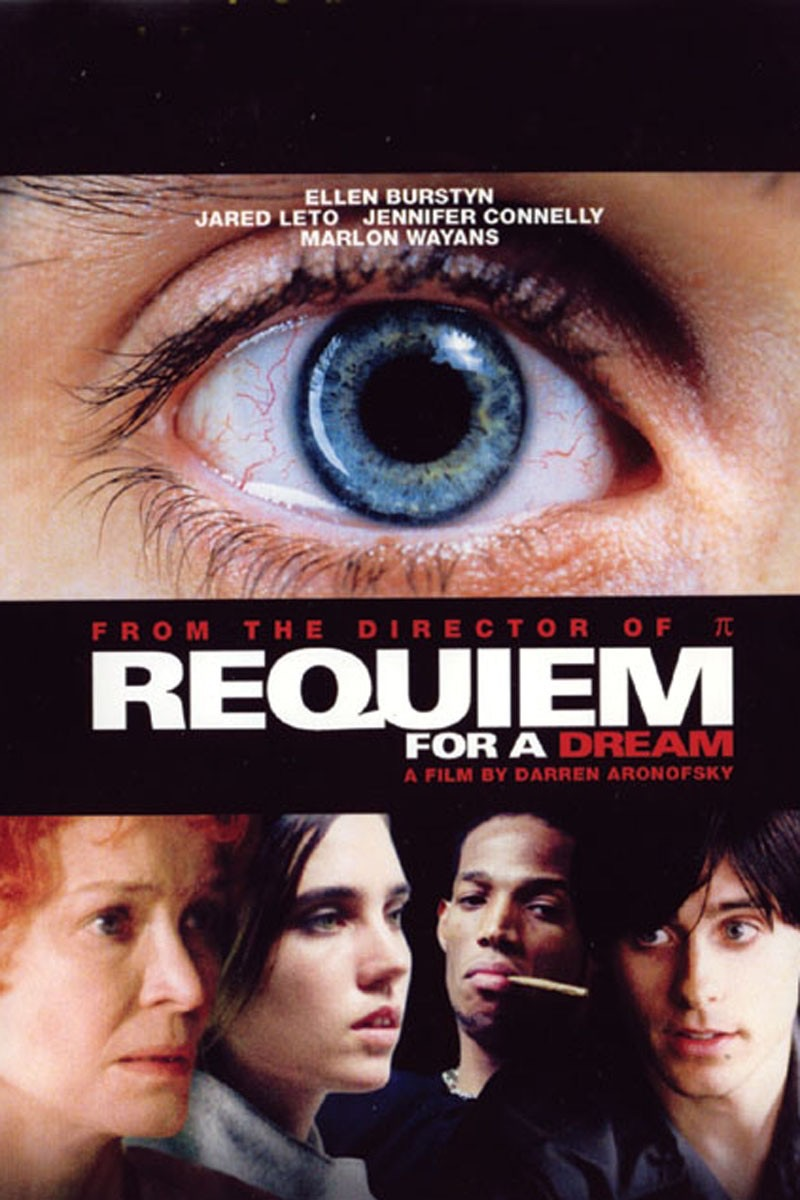 ELLEN BURSTYN
JARED LETO JENNIFER CONNELLY
MARLON WAYANS
FROM THE DIRECTOR OF π
REQUIEM
FOR A DREAM
A FILM BY DARREN ARONOFSKY